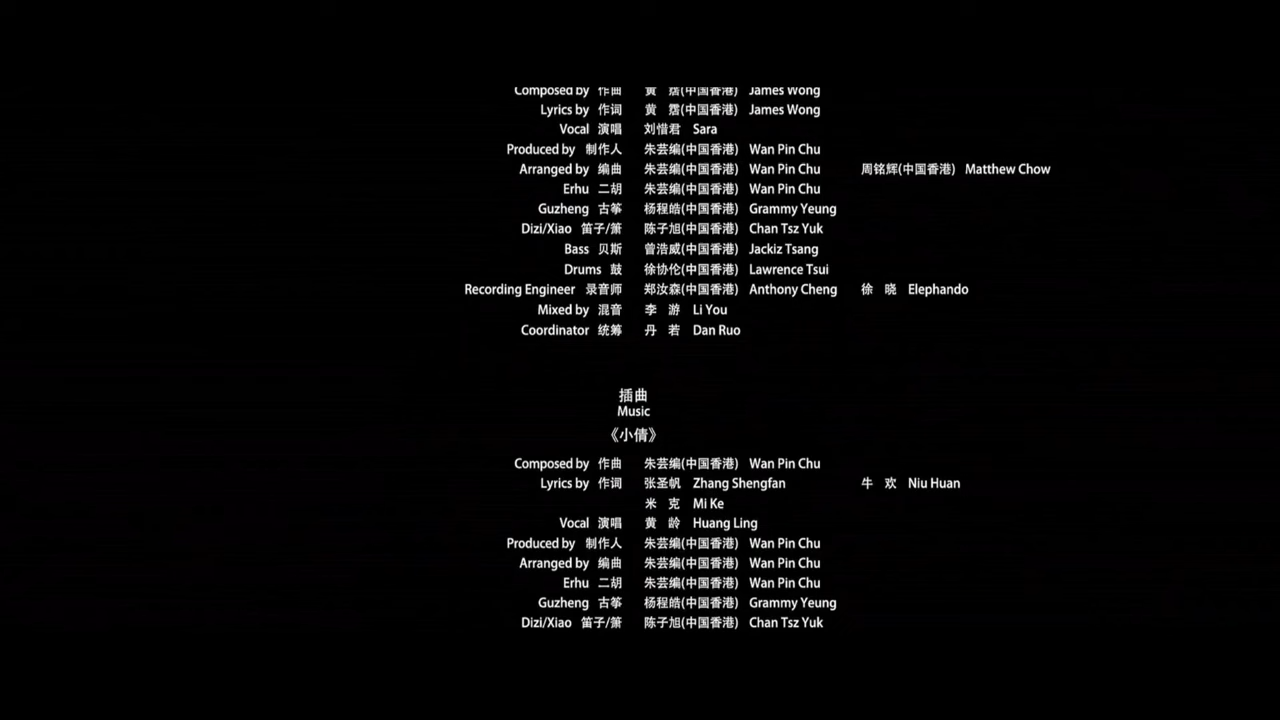 Composed by 作曲 黄 霑(中国香港) James Wong
Lyrics by 作词 黄 霑(中国香港) James Wong
Vocal 演唱 刘惜君 Sara
Produced by 制作人 朱芸编(中国香港) Wan Pin Chu
Arranged by 编曲 朱芸编(中国香港) Wan Pin Chu 周铭辉(中国香港) Matthew Chow
Erhu 二胡 朱芸编(中国香港) Wan Pin Chu
Guzheng 古筝 杨程皓(中国香港) Grammy Yeung
Dizi/Xiao 笛子/箫 陈子旭(中国香港) Chan Tsz Yuk
Bass 贝斯 曾浩威(中国香港) Jackiz Tsang
Drums 鼓 徐协伦(中国香港) Lawrence Tsui
Recording Engineer 录音师 郑汝森(中国香港) Anthony Cheng 徐 晓 Elephando
Mixed by 混音 李 游 Li You
Coordinator 统筹 丹 若 Dan Ruo
插曲
Music
《小倩》
Composed by 作曲 朱芸编(中国香港) Wan Pin Chu
Lyrics by 作词 张圣帆 Zhang Shengfan 牛 欢 Niu Huan
米 克 Mi Ke
Vocal 演唱 黄 龄 Huang Ling
Produced by 制作人 朱芸编(中国香港) Wan Pin Chu
Arranged by 编曲 朱芸编(中国香港) Wan Pin Chu
Erhu 二胡 朱芸编(中国香港) Wan Pin Chu
Guzheng 古筝 杨程皓(中国香港) Grammy Yeung
Dizi/Xiao 笛子/箫 陈子旭(中国香港) Chan Tsz Yuk